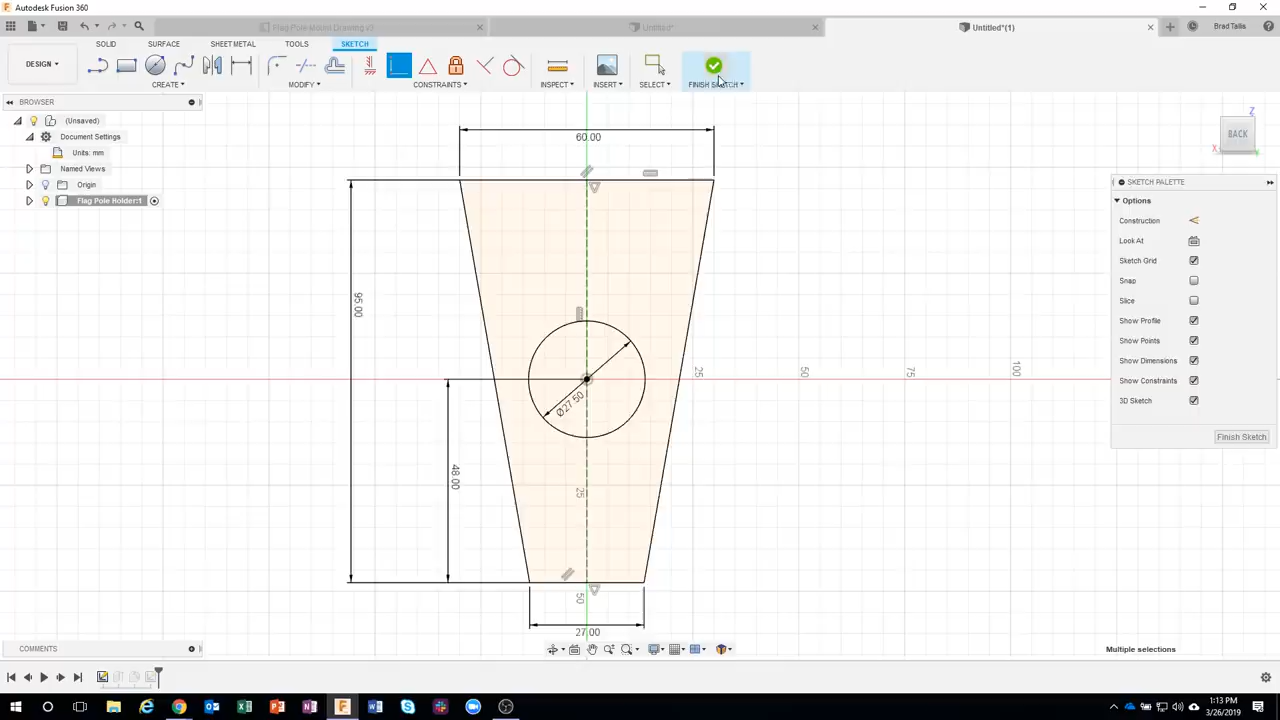 Autodesk Fusion 360
Flag Pole Holder Drawing v3
Untitled*
Untitled*(1)
Brad Tallis
SOLID
SURFACE
SHEET METAL
TOOLS
SKETCH
DESIGN
CREATE
MODIFY
CONSTRAINTS
INSPECT
INSERT
SELECT
FINISH SKETCH
BROWSER
(Unsaved)
Document Settings
Units: mm
Named Views
Origin
Flag Pole Holder:1
60.00
95.00
48.00
Ø27.50
27.00
25
50
25
50
75
100
Z
BACK
X
Y
SKETCH PALETTE
Options
Construction
Look At
Sketch Grid
Snap
Slice
Show Profile
Show Points
Show Dimensions
Show Constraints
3D Sketch
Finish Sketch
COMMENTS
Multiple selections
1:13 PM
3/26/2019